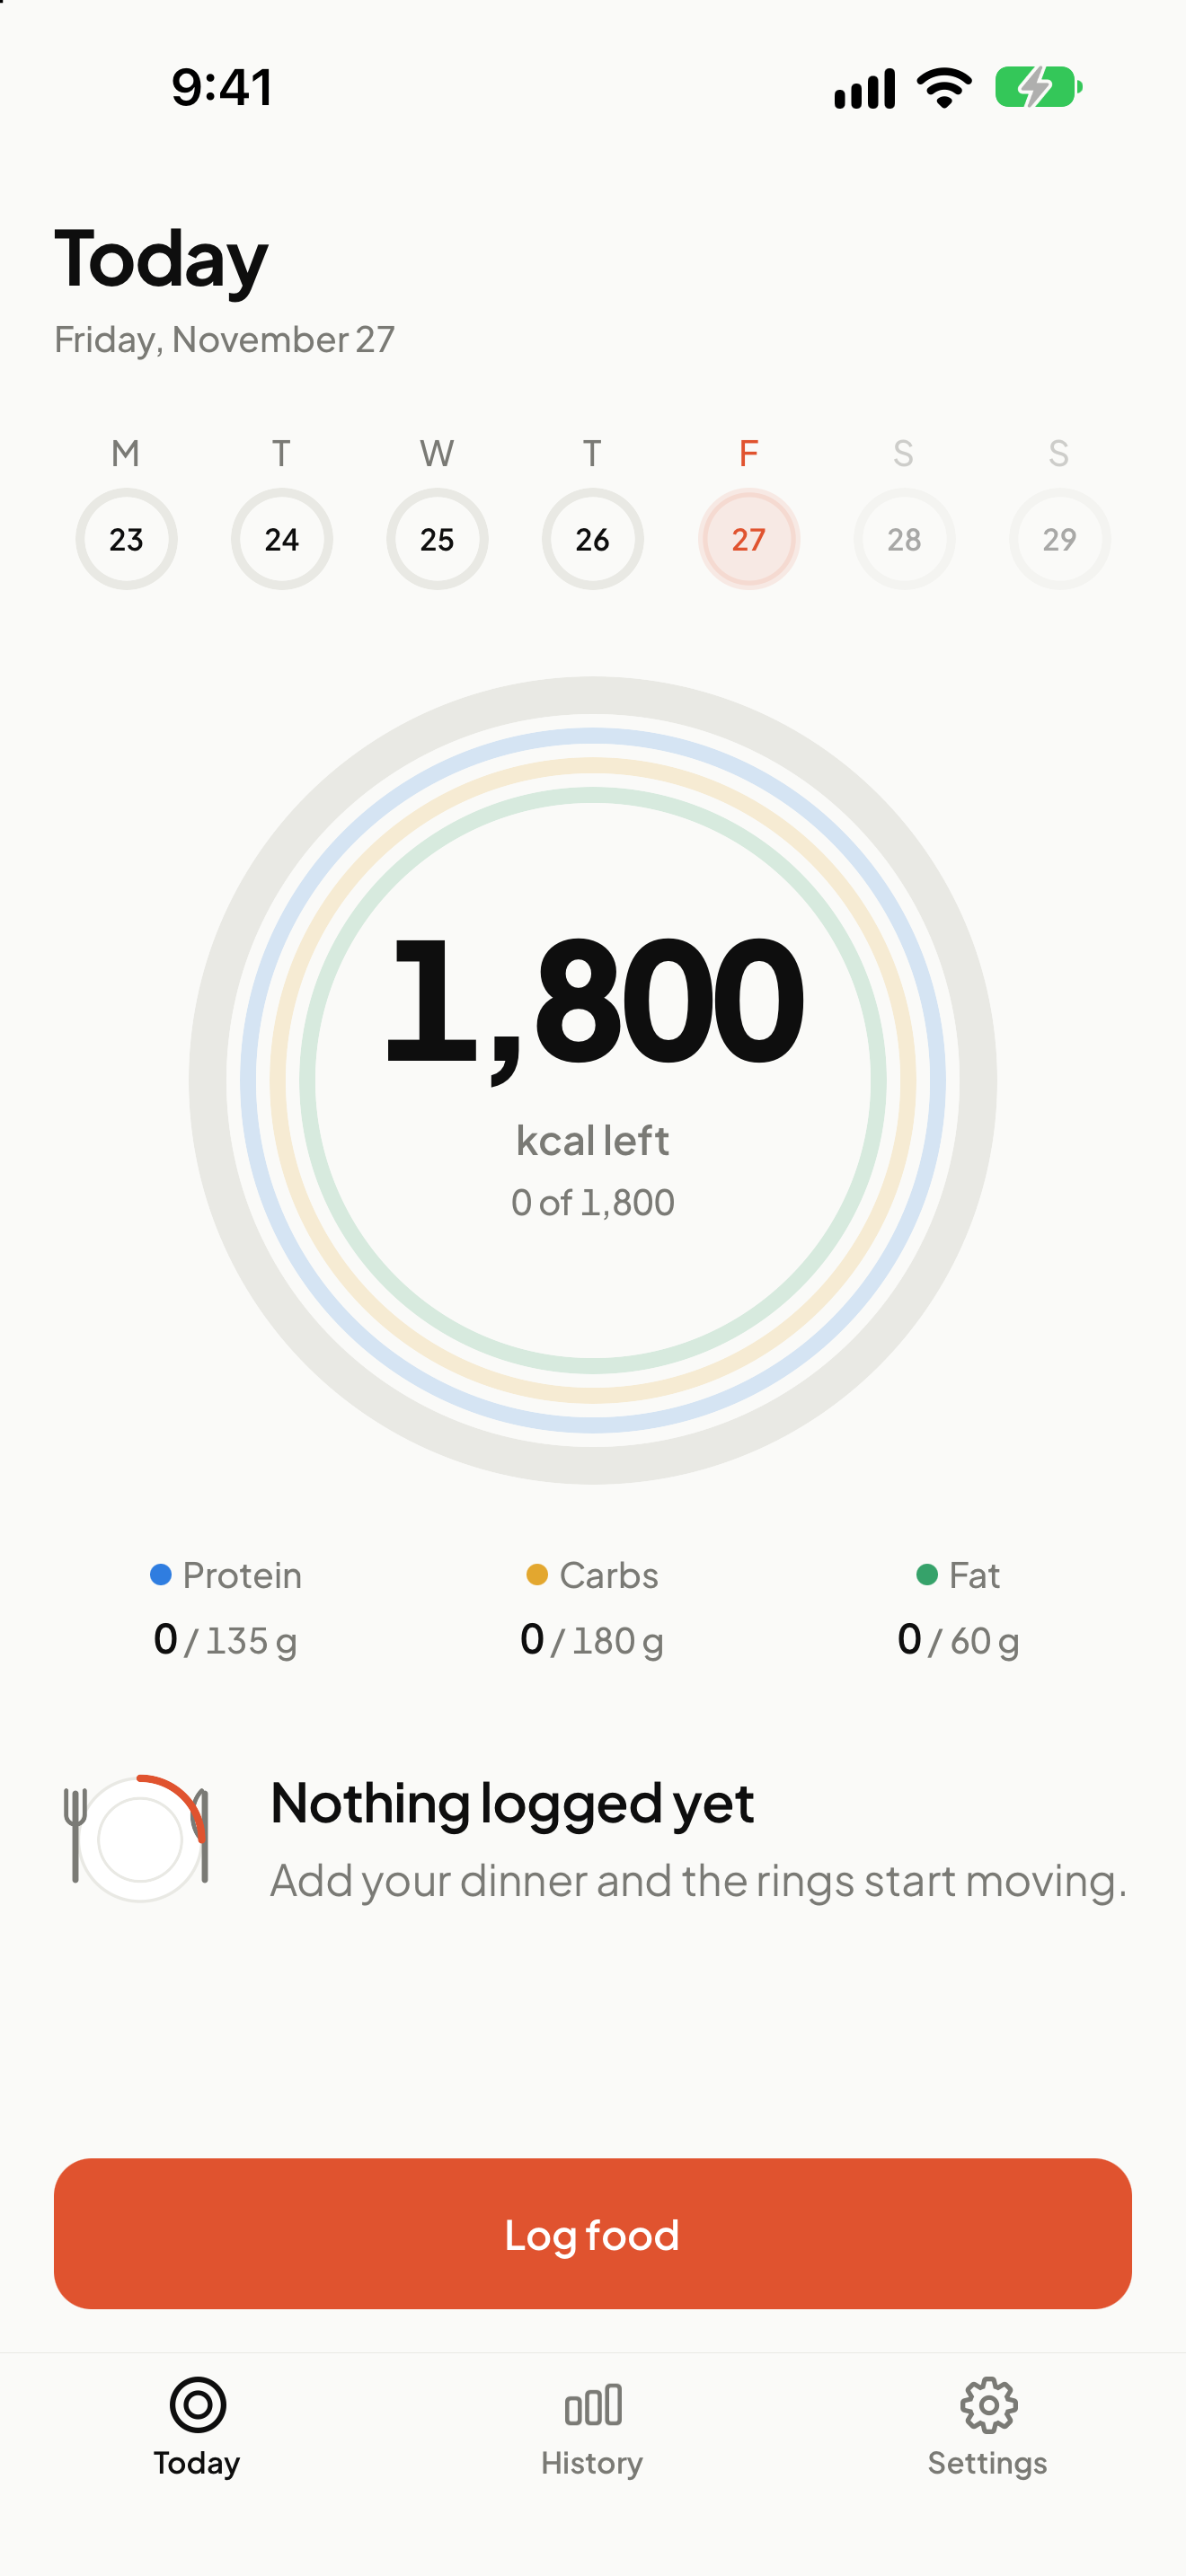 9:41
Today
Friday, November 27
M T W T F S S
23 24 25 26 27 28 29
1,800
kcal left
0 of 1,800
Protein Carbs Fat
0 / 135 g 0 / 180 g 0 / 60 g
Nothing logged yet
Add your dinner and the rings start moving.
Log food
Today History Settings